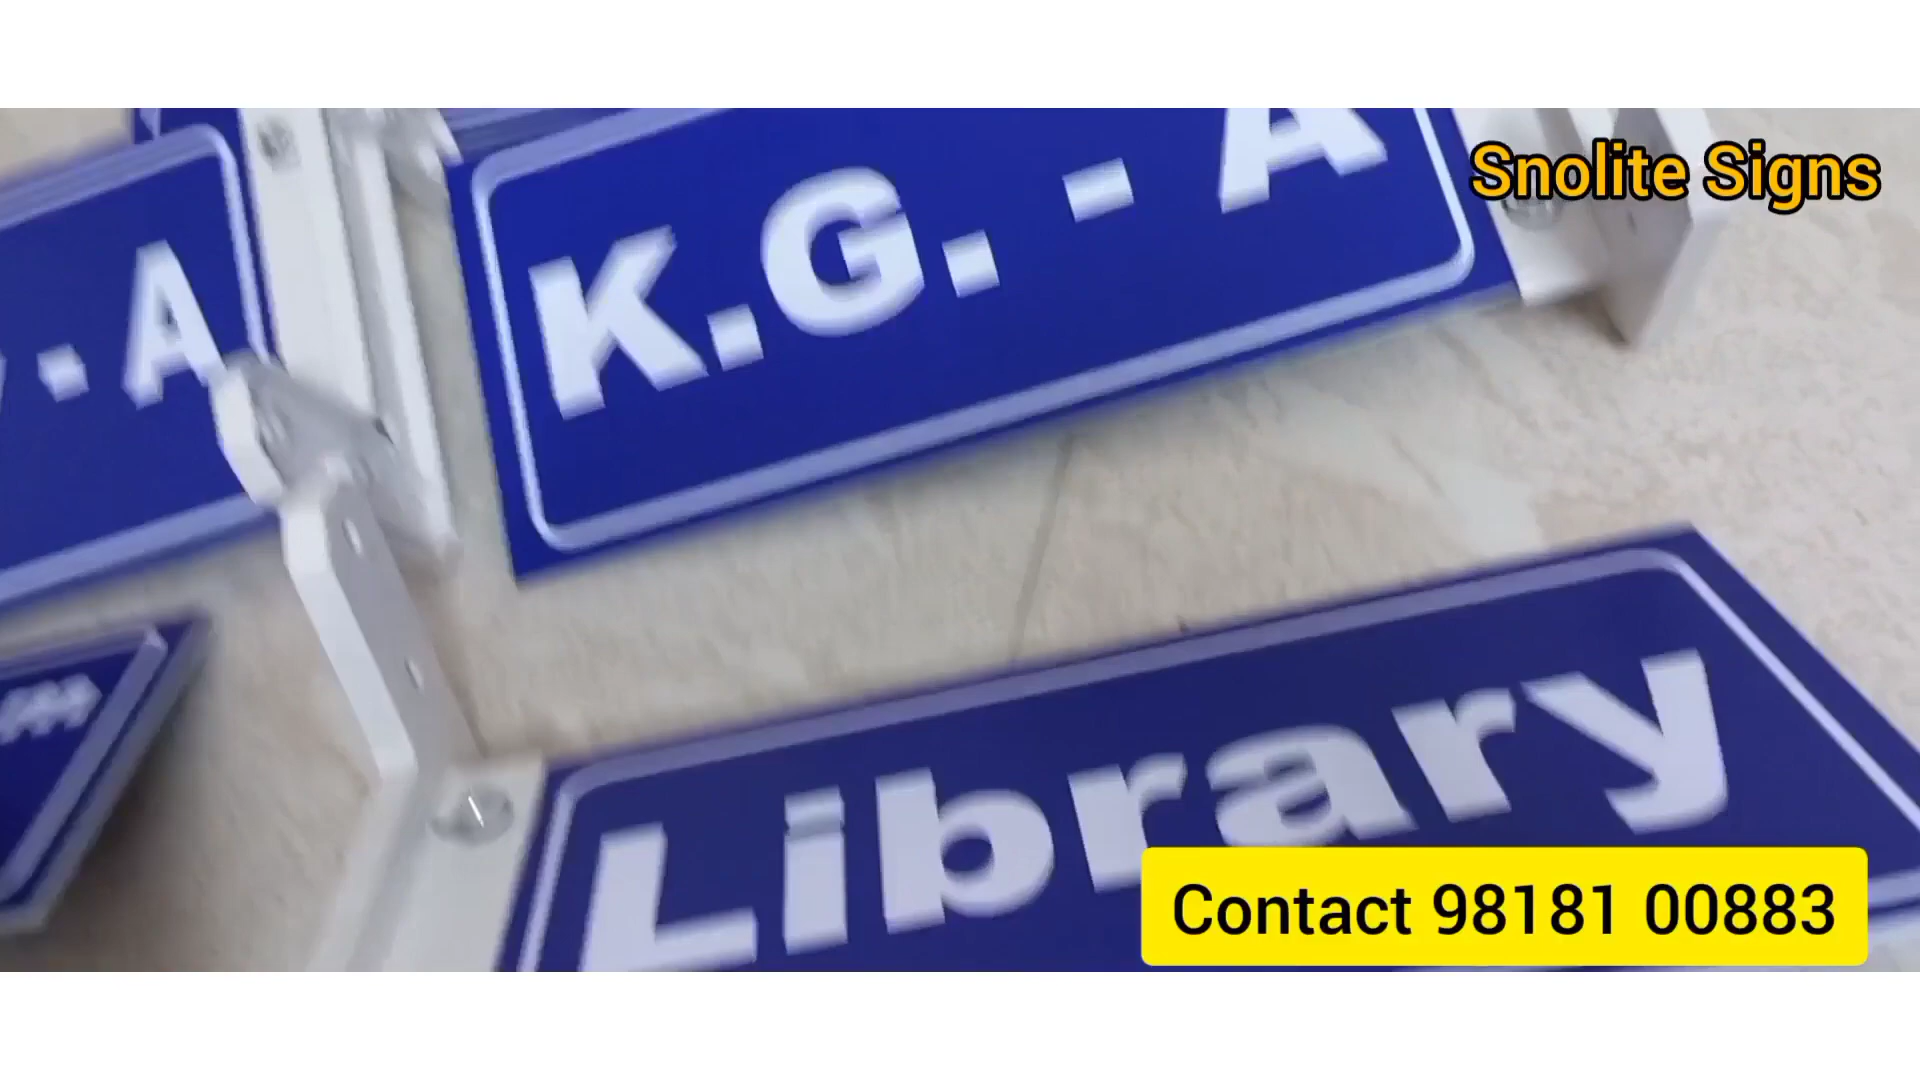 Snolite Signs
K.G. - A
. A
Library
Contact 98181 00883